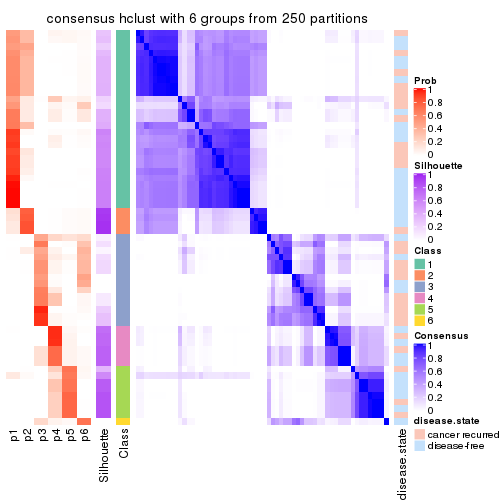 consensus hclust with 6 groups from 250 partitions
Prob
1
0.8
0.6
0.4
0.2
0
Silhouette
1
0.8
0.6
0.4
0.2
0
Class
1
2
3
4
5
6
Consensus
1
0.8
0.6
0.4
0.2
0
disease.state
cancer recurred
disease-free
p1
p2
p3
p4
p5
p6
Silhouette
Class
disease.state